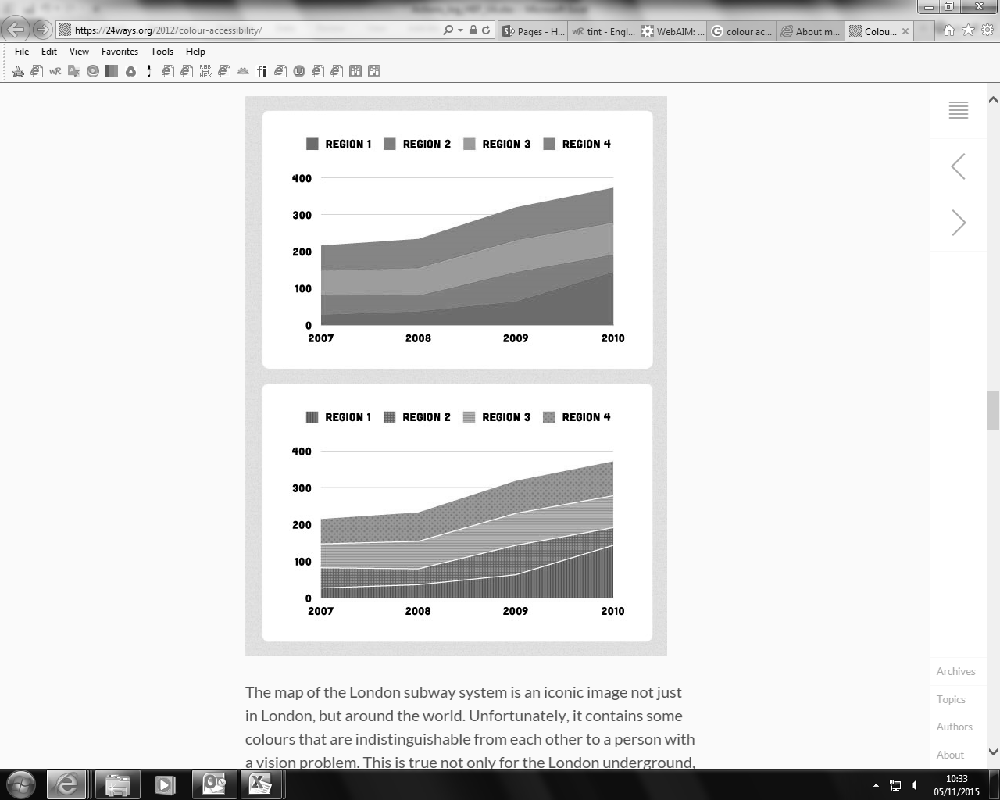 https://24ways.org/2012/colour-accessibility/
Pages - H...
wR tint - Engl...
WebAIM: ...
colour ac...
About m...
Colou...
File Edit View Favorites Tools Help
wR
RGB
HEX
fi
REGION 1 REGION 2 REGION 3 REGION 4
400
300
200
100
0
2007 2008 2009 2010
REGION 1 REGION 2 REGION 3 REGION 4
400
300
200
100
0
2007 2008 2009 2010
The map of the London subway system is an iconic image not just
in London, but around the world. Unfortunately, it contains some
colours that are indistinguishable from each other to a person with
a vision problem. This is true not only for the London underground,
Archives
Topics
Authors
About
10:33
05/11/2015